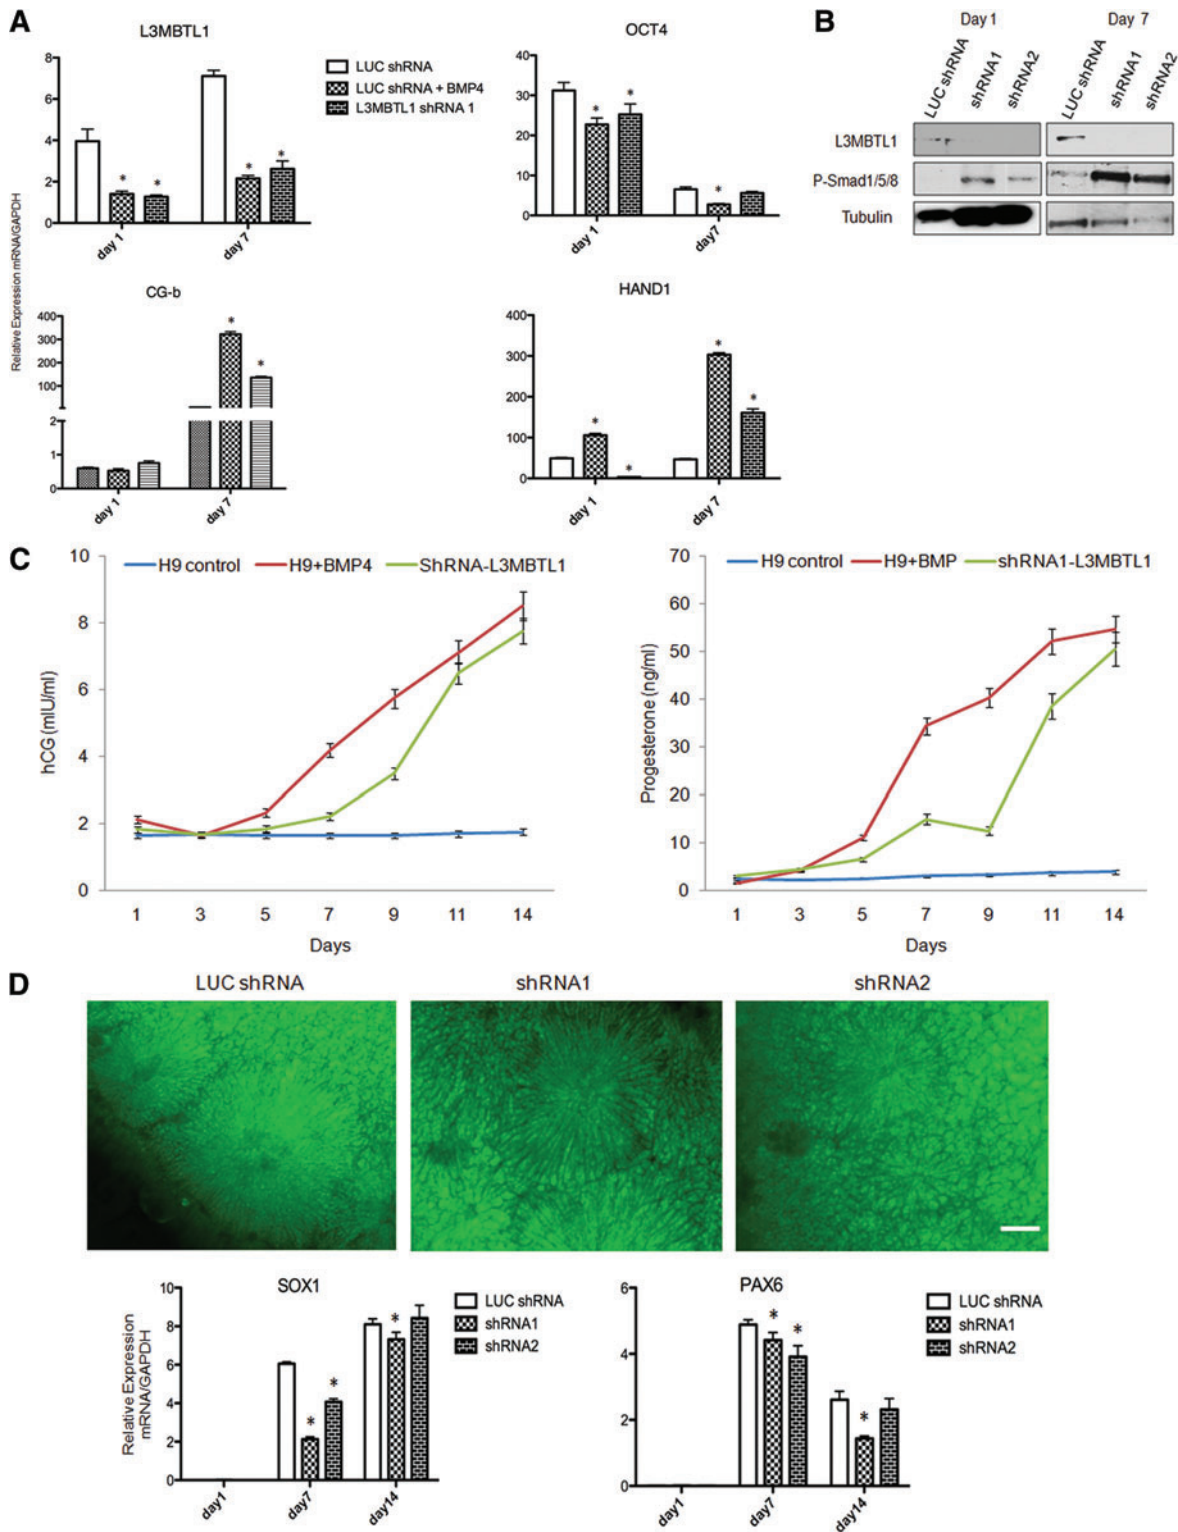 A
L3MBTL1
Relative Expression mRNA/GAPDH
8
6
4
2
0
day 1
day 7
LUC shRNA
LUC shRNA + BMP4
L3MBTL1 shRNA 1
OCT4
40
30
20
10
0
day 1
day 7
CG-b
400
300
200
100
2
1
0
day 1
day 7
HAND1
400
300
200
100
0
day 1
day 7
B
Day 1
Day 7
LUC shRNA
shRNA1
shRNA2
LUC shRNA
shRNA1
shRNA2
L3MBTL1
P-Smad1/5/8
Tubulin
C
H9 control
H9+BMP4
ShRNA-L3MBTL1
hCG (mIU/ml)
10
8
6
4
2
0
1 3 5 7 9 11 14
Days
H9 control
H9+BMP
shRNA1-L3MBTL1
Progesterone (ng/ml)
70
60
50
40
30
20
10
0
1 3 5 7 9 11 14
Days
D
LUC shRNA
shRNA1
shRNA2
SOX1
Relative Expression
mRNA/GAPDH
10
8
6
4
2
0
day1
day7
day14
LUC shRNA
shRNA1
shRNA2
PAX6
6
4
2
0
day1
day7
day14
LUC shRNA
shRNA1
shRNA2